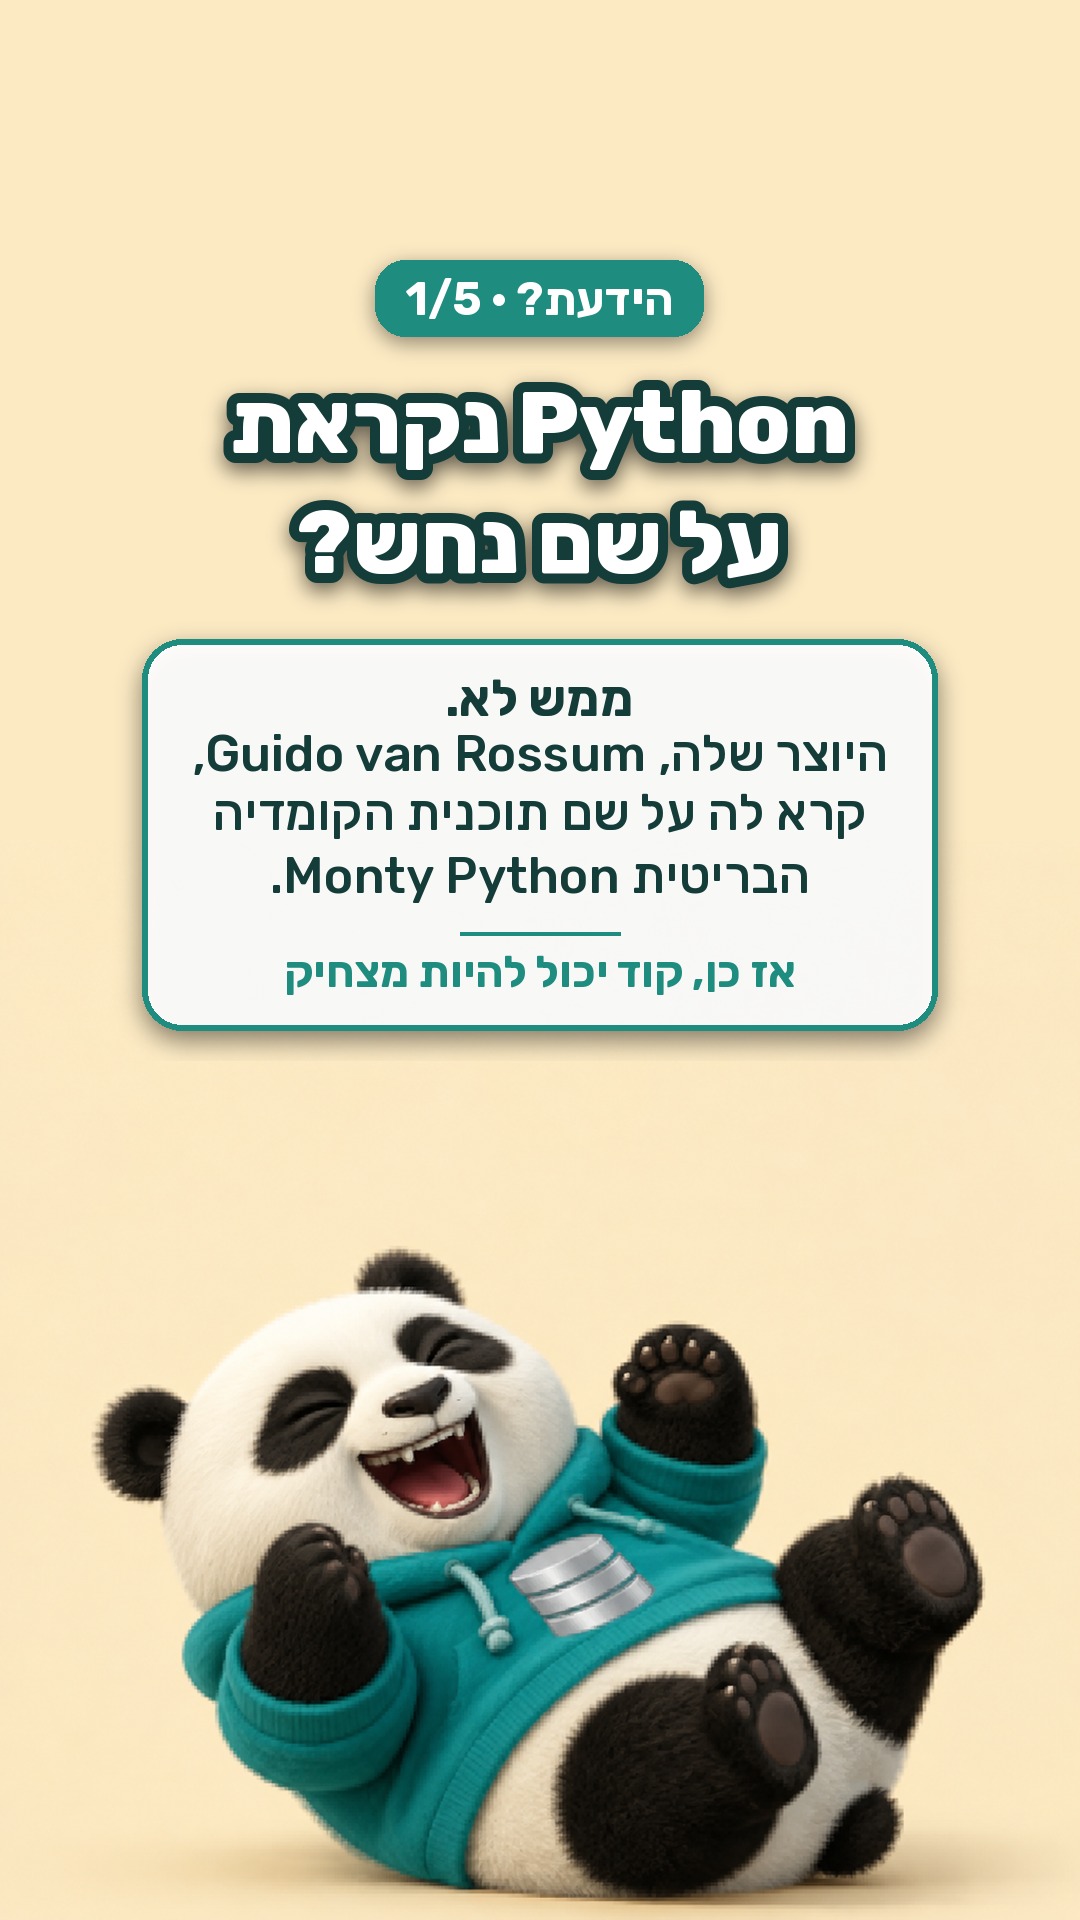 הידעת? • 1/5
Python נקראת
על שם נחש?
ממש לא.
היוצר שלה, Guido van Rossum,
קרא לה על שם תוכנית הקומדיה
הבריטית Monty Python.
אז כן, קוד יכול להיות מצחיק